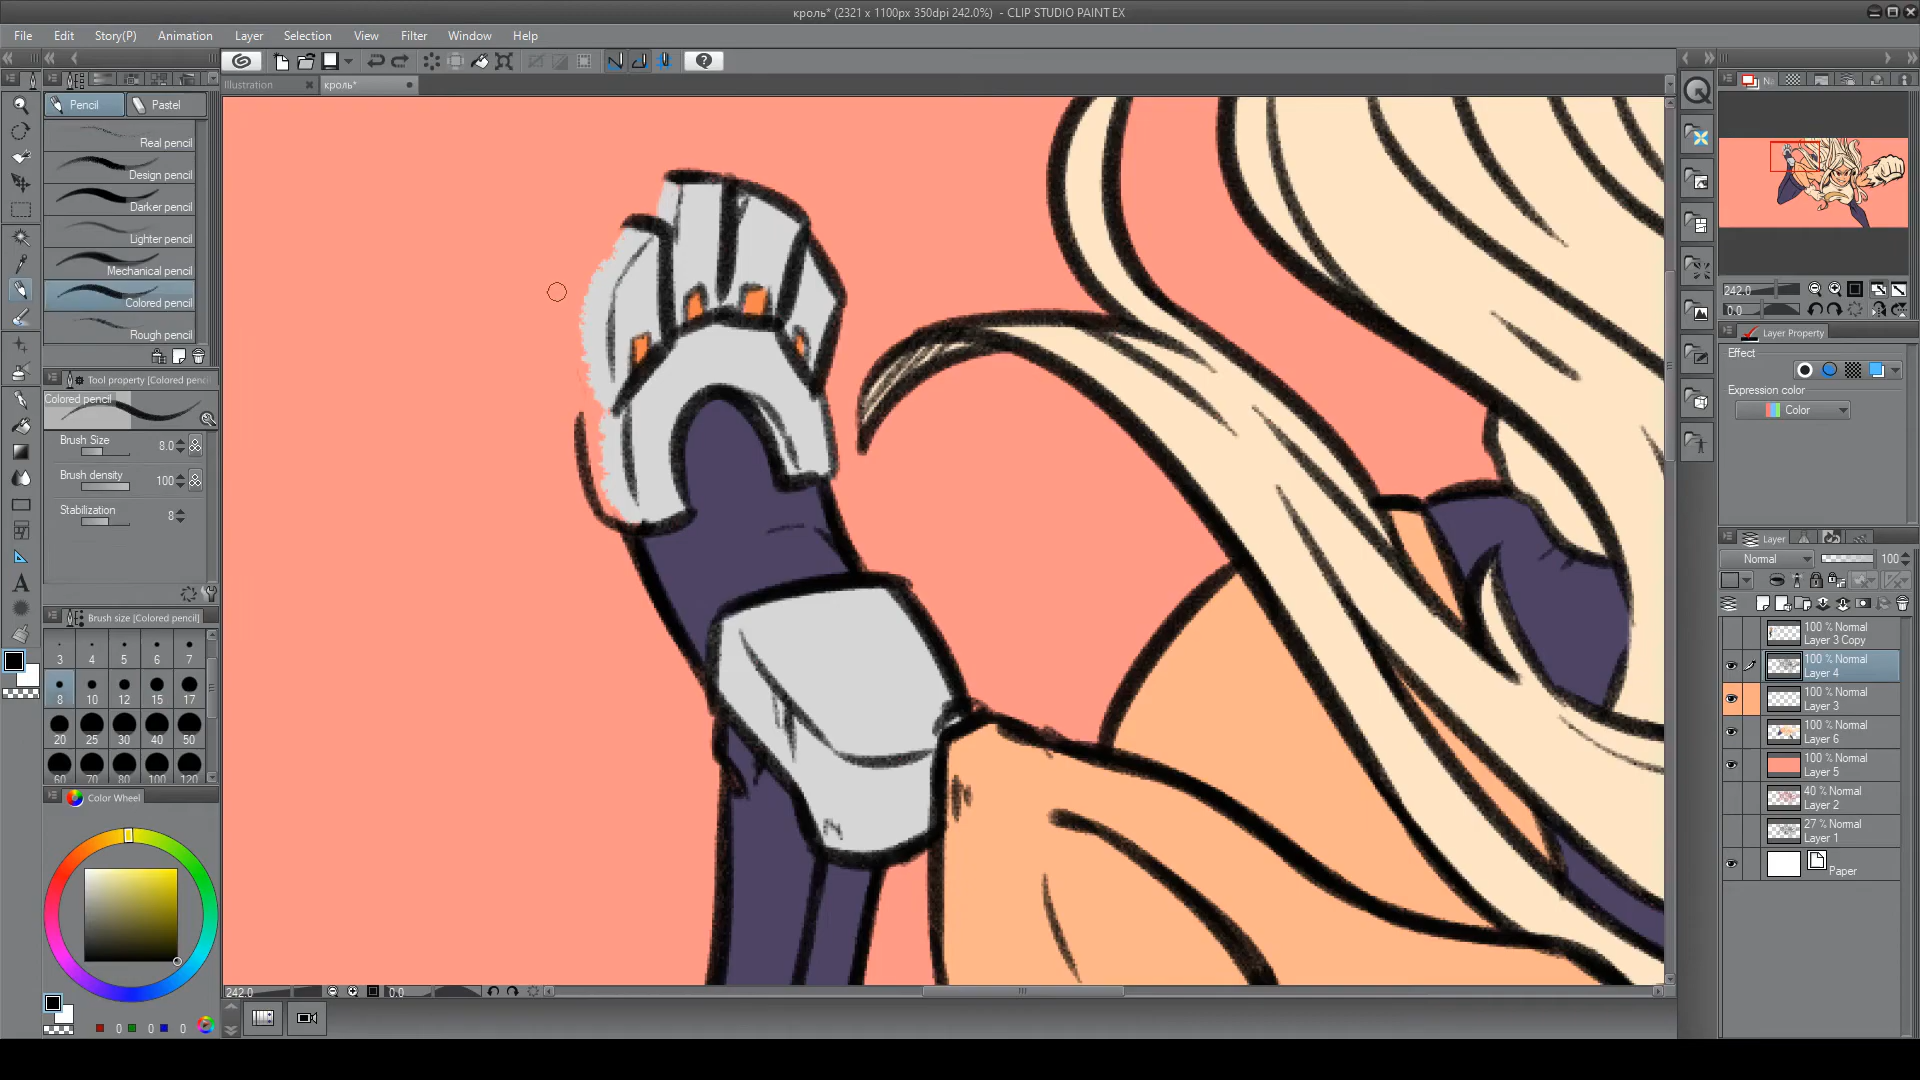 кроль* (2321 x 1100px 350dpi 242.0%) - CLIP STUDIO PAINT EX
File Edit Story(P) Animation Layer Selection View Filter Window Help
Illustration кроль*
Pencil Pastel
Real pencil
Design pencil
Darker pencil
Lighter pencil
Mechanical pencil
Colored pencil
Rough pencil
Tool property [Colored penci
Colored pencil
Brush Size 8.0
Brush density 100
Stabilization 8
Brush size [Colored pencil]
3 4 5 6 7
8 10 12 15 17
20 25 30 40 50
60 70 80 100 120
Color Wheel
0 0 0
242.0 0.0
242.0
0.0
Layer Property
Effect
Expression color
Color
Layer
Normal 100
100 % Normal
Layer 3 Copy
100 % Normal
Layer 4
100 % Normal
Layer 3
100 % Normal
Layer 6
100 % Normal
Layer 5
40 % Normal
Layer 2
27 % Normal
Layer 1
Paper